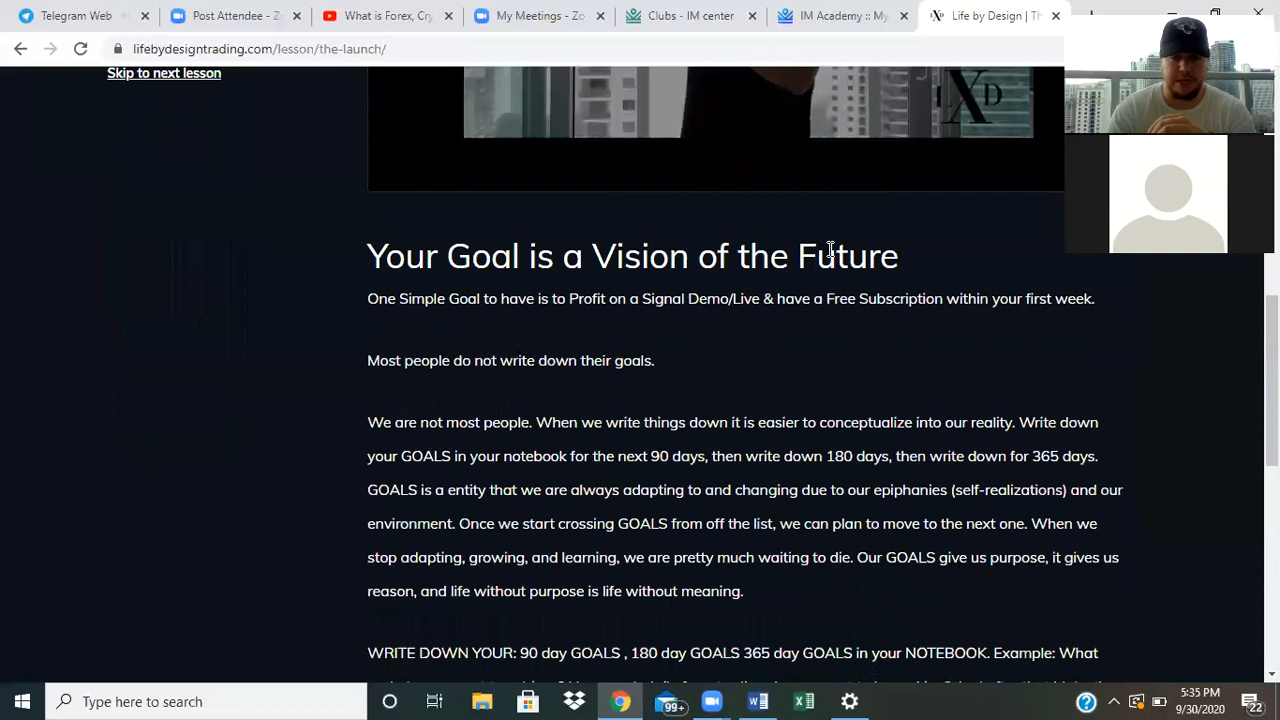 Telegram Web
Post Attendee - Z
What is Forex, Cry
My Meetings - Zo
Clubs - IM center
IM Academy :: My
Life by Design | Th
lifebydesigntrading.com/lesson/the-launch/
Skip to next lesson
LXD
Your Goal is a Vision of the Future
One Simple Goal to have is to Profit on a Signal Demo/Live & have a Free Subscription within your first week.
Most people do not write down their goals.
We are not most people. When we write things down it is easier to conceptualize into our reality. Write down
your GOALS in your notebook for the next 90 days, then write down 180 days, then write down for 365 days.
GOALS is a entity that we are always adapting to and changing due to our epiphanies (self-realizations) and our
environment. Once we start crossing GOALS from off the list, we can plan to move to the next one. When we
stop adapting, growing, and learning, we are pretty much waiting to die. Our GOALS give us purpose, it gives us
reason, and life without purpose is life without meaning.
WRITE DOWN YOUR: 90 day GOALS , 180 day GOALS 365 day GOALS in your NOTEBOOK. Example: What
Type here to search
99+
5:35 PM
9/30/2020
22